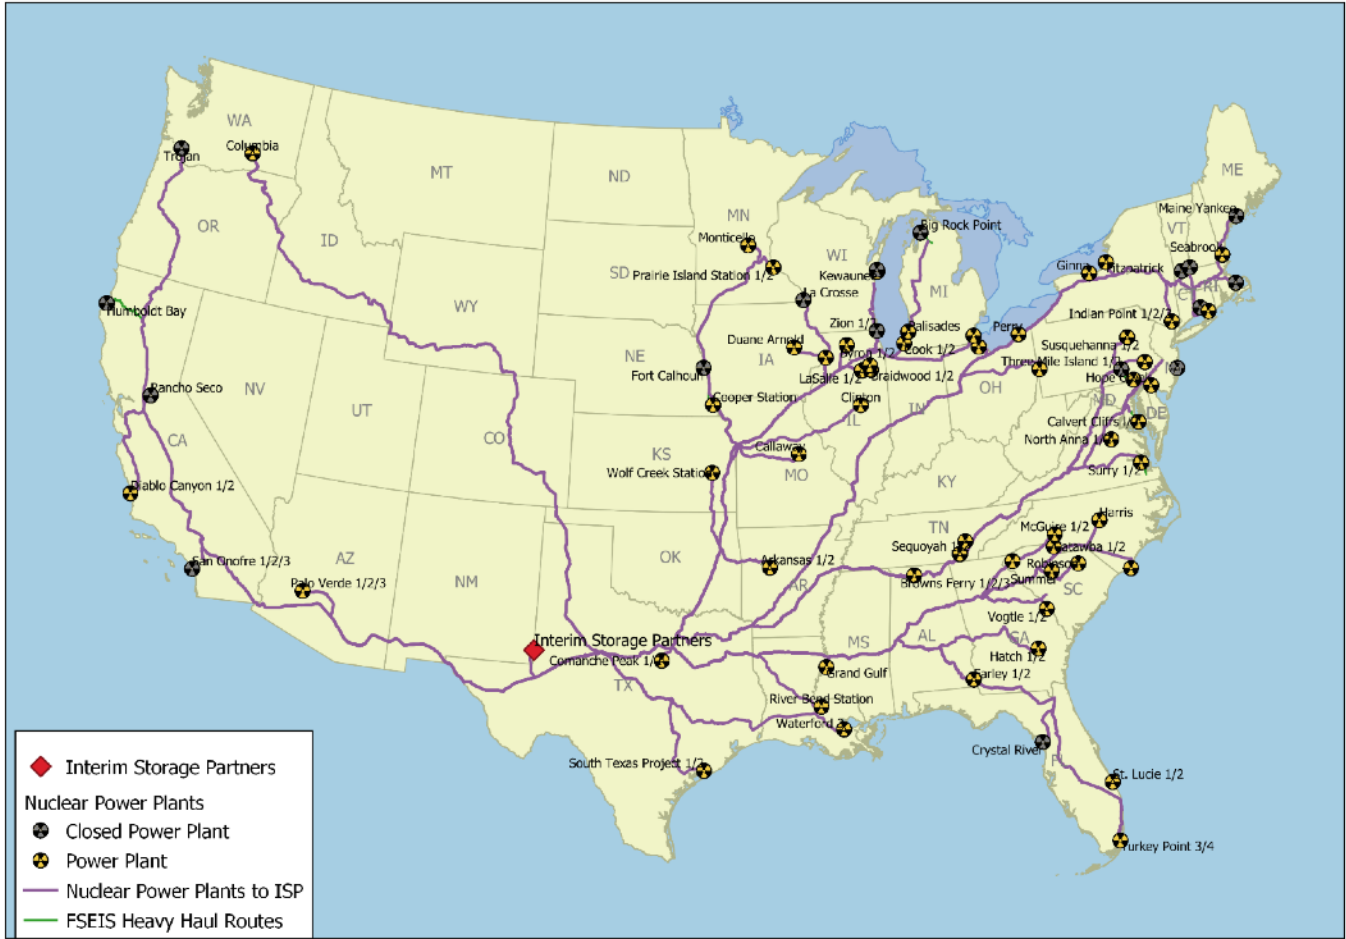 WA
Trojan
Columbia
MT
ND
ME
OR
ID
MN
Maine Yankee
VT
Monticello
Big Rock Point
Seabrook
WI
Ginna
Fitzpatrick
SD
Prairie Island Station 1/2
Kewaunee
WY
La Crosse
MI
RI
Humboldt Bay
Zion 1/2
Palisades
Perry
Indian Point 1/2/3
Duane Arnold
Byron 1/2
Cook 1/2
Susquehanna 1/2
NE
IA
Three Mile Island 1/2
Fort Calhoun
LaSalle 1/2
Braidwood 1/2
Rancho Seco
NV
OH
Hope Creek
Cooper Station
Clinton
IN
MD
UT
IL
DE
CA
CO
Calvert Cliffs 1/2
North Anna 1/2
KS
Callaway
Wolf Creek Station
MO
Surry 1/2
KY
Diablo Canyon 1/2
Harris
TN
McGuire 1/2
San Onofre 1/2/3
AZ
OK
Arkansas 1/2
Sequoyah 1/2
Catawba 1/2
Palo Verde 1/2/3
NM
AR
Browns Ferry 1/2/3
Robinson
Summer
SC
Vogtle 1/2
Interim Storage Partners
MS
AL
GA
Comanche Peak 1/2
Hatch 1/2
Grand Gulf
Farley 1/2
TX
River Bend Station
Waterford 3
Crystal River
South Texas Project 1/2
St. Lucie 1/2
Turkey Point 3/4
Interim Storage Partners
Nuclear Power Plants
Closed Power Plant
Power Plant
Nuclear Power Plants to ISP
FSEIS Heavy Haul Routes